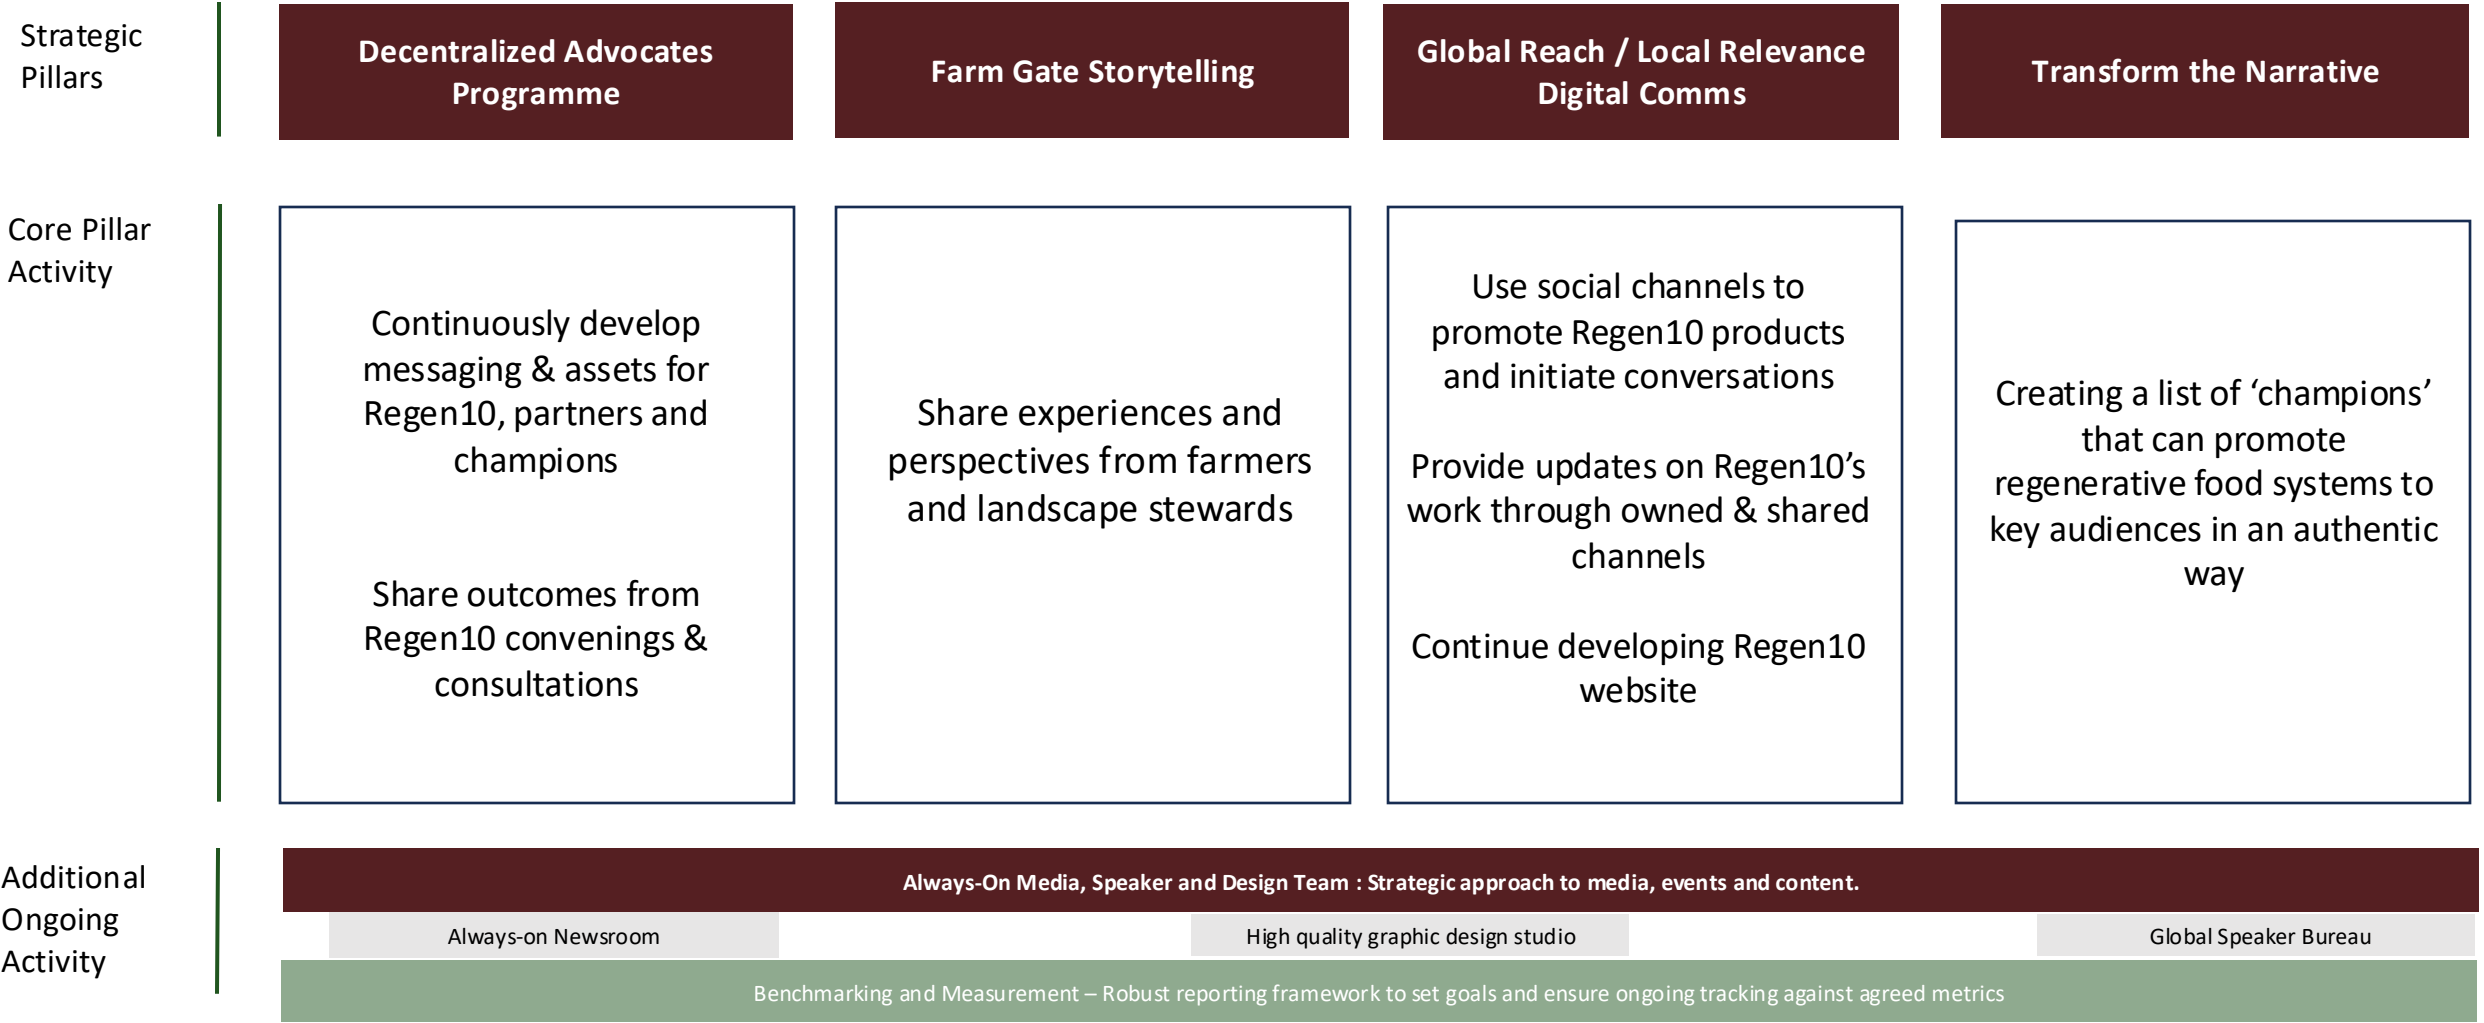 Strategic
Pillars
Decentralized Advocates
Programme
Farm Gate Storytelling
Global Reach / Local Relevance
Digital Comms
Transform the Narrative
Core Pillar
Activity
Continuously develop
messaging & assets for
Regen10, partners and
champions
Share outcomes from
Regen10 convenings &
consultations
Share experiences and
perspectives from farmers
and landscape stewards
Use social channels to
promote Regen10 products
and initiate conversations
Provide updates on Regen10’s
work through owned & shared
channels
Continue developing Regen10
website
Creating a list of ‘champions’
that can promote
regenerative food systems to
key audiences in an authentic
way
Additional
Ongoing
Activity
Always-On Media, Speaker and Design Team : Strategic approach to media, events and content.
Always-on Newsroom
High quality graphic design studio
Global Speaker Bureau
Benchmarking and Measurement – Robust reporting framework to set goals and ensure ongoing tracking against agreed metrics